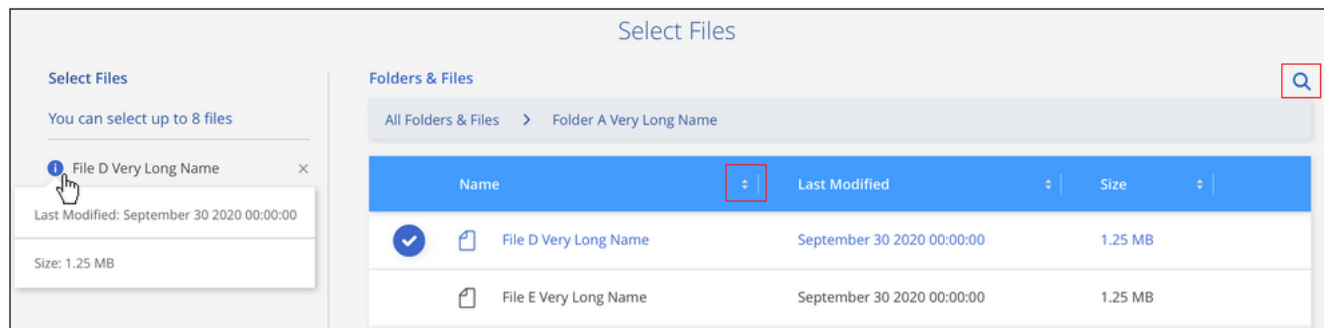 Select Files
Select Files
You can select up to 8 files
File D Very Long Name
Last Modified: September 30 2020 00:00:00
Size: 1.25 MB
Folders & Files
All Folders & Files > Folder A Very Long Name
Name Last Modified Size
File D Very Long Name September 30 2020 00:00:00 1.25 MB
File E Very Long Name September 30 2020 00:00:00 1.25 MB